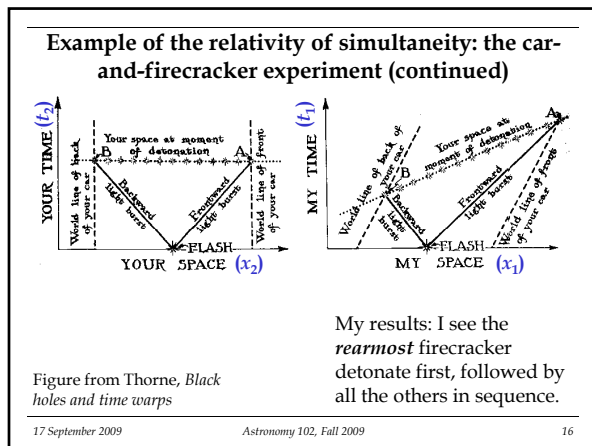 Example of the relativity of simultaneity: the car-
and-firecracker experiment (continued)
YOUR TIME (t2)
World line of back
of your car
B
Your space at moment
of detonation
A
Backward
light burst
Frontward
light burst
World line of front
of your car
FLASH
YOUR SPACE (x2)
MY TIME (t1)
World line of back of
your car
B
Your space at
moment of detonation
A
Backward
light burst
Frontward
light burst
World line of front
of your car
FLASH
MY SPACE (x1)
My results: I see the
rearmost firecracker
detonate first, followed by
all the others in sequence.
Figure from Thorne, Black
holes and time warps
17 September 2009
Astronomy 102, Fall 2009
16